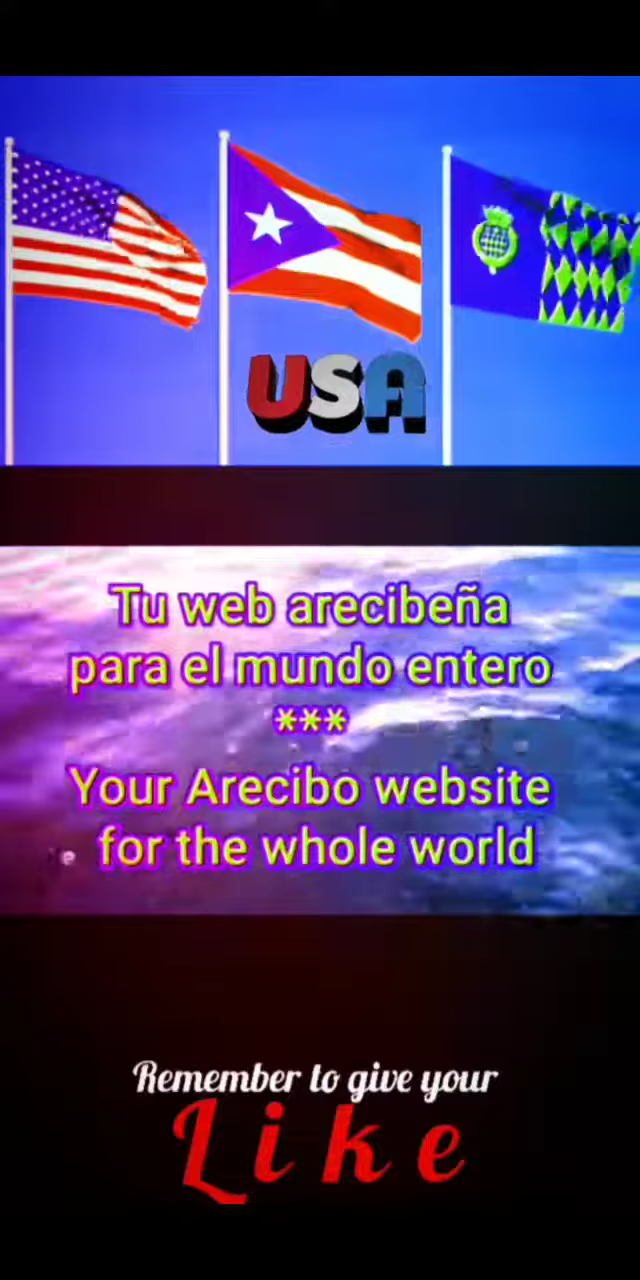 USA
Tu web arecibeña
para el mundo entero
***
Your Arecibo website
for the whole world
Remember to give your
Like